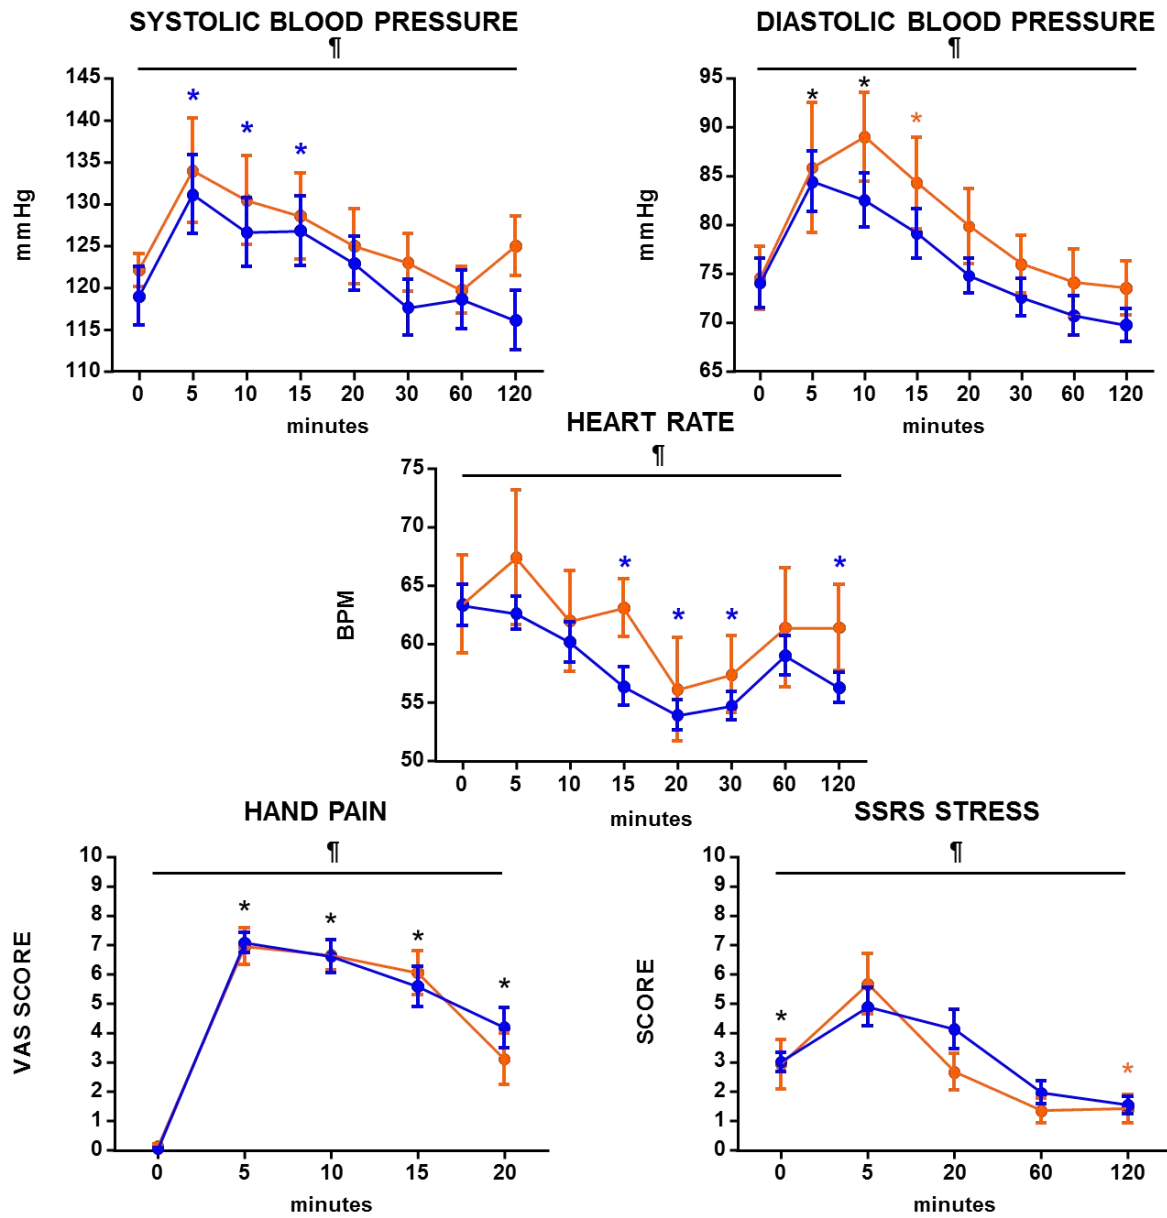 SYSTOLIC BLOOD PRESSURE
¶
145
140
135
130
125
120
115
110
mmHg
* * *
0 5 10 15 20 30 60 120
minutes
DIASTOLIC BLOOD PRESSURE
¶
95
90
85
80
75
70
65
mmHg
* * *
0 5 10 15 20 30 60 120
minutes
HEART RATE
¶
75
70
65
60
55
50
BPM
* * * *
0 5 10 15 20 30 60 120
minutes
HAND PAIN
¶
10
9
8
7
6
5
4
3
2
1
0
VAS SCORE
* * * *
0 5 10 15 20
minutes
SSRS STRESS
¶
10
9
8
7
6
5
4
3
2
1
0
SCORE
* *
0 5 20 60 120
minutes